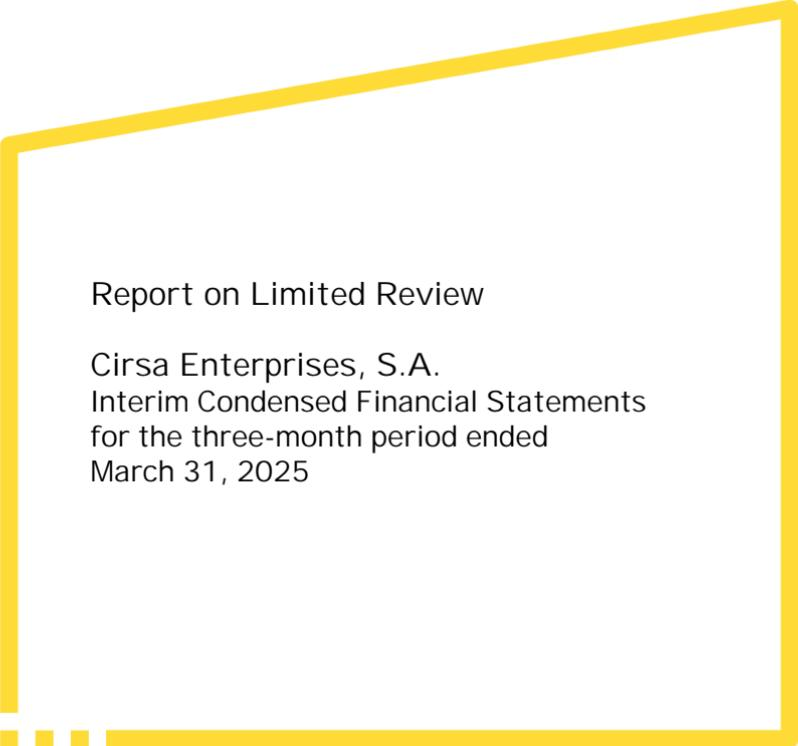 Report on Limited Review
Cirsa Enterprises, S.A.
Interim Condensed Financial Statements
for the three-month period ended
March 31, 2025